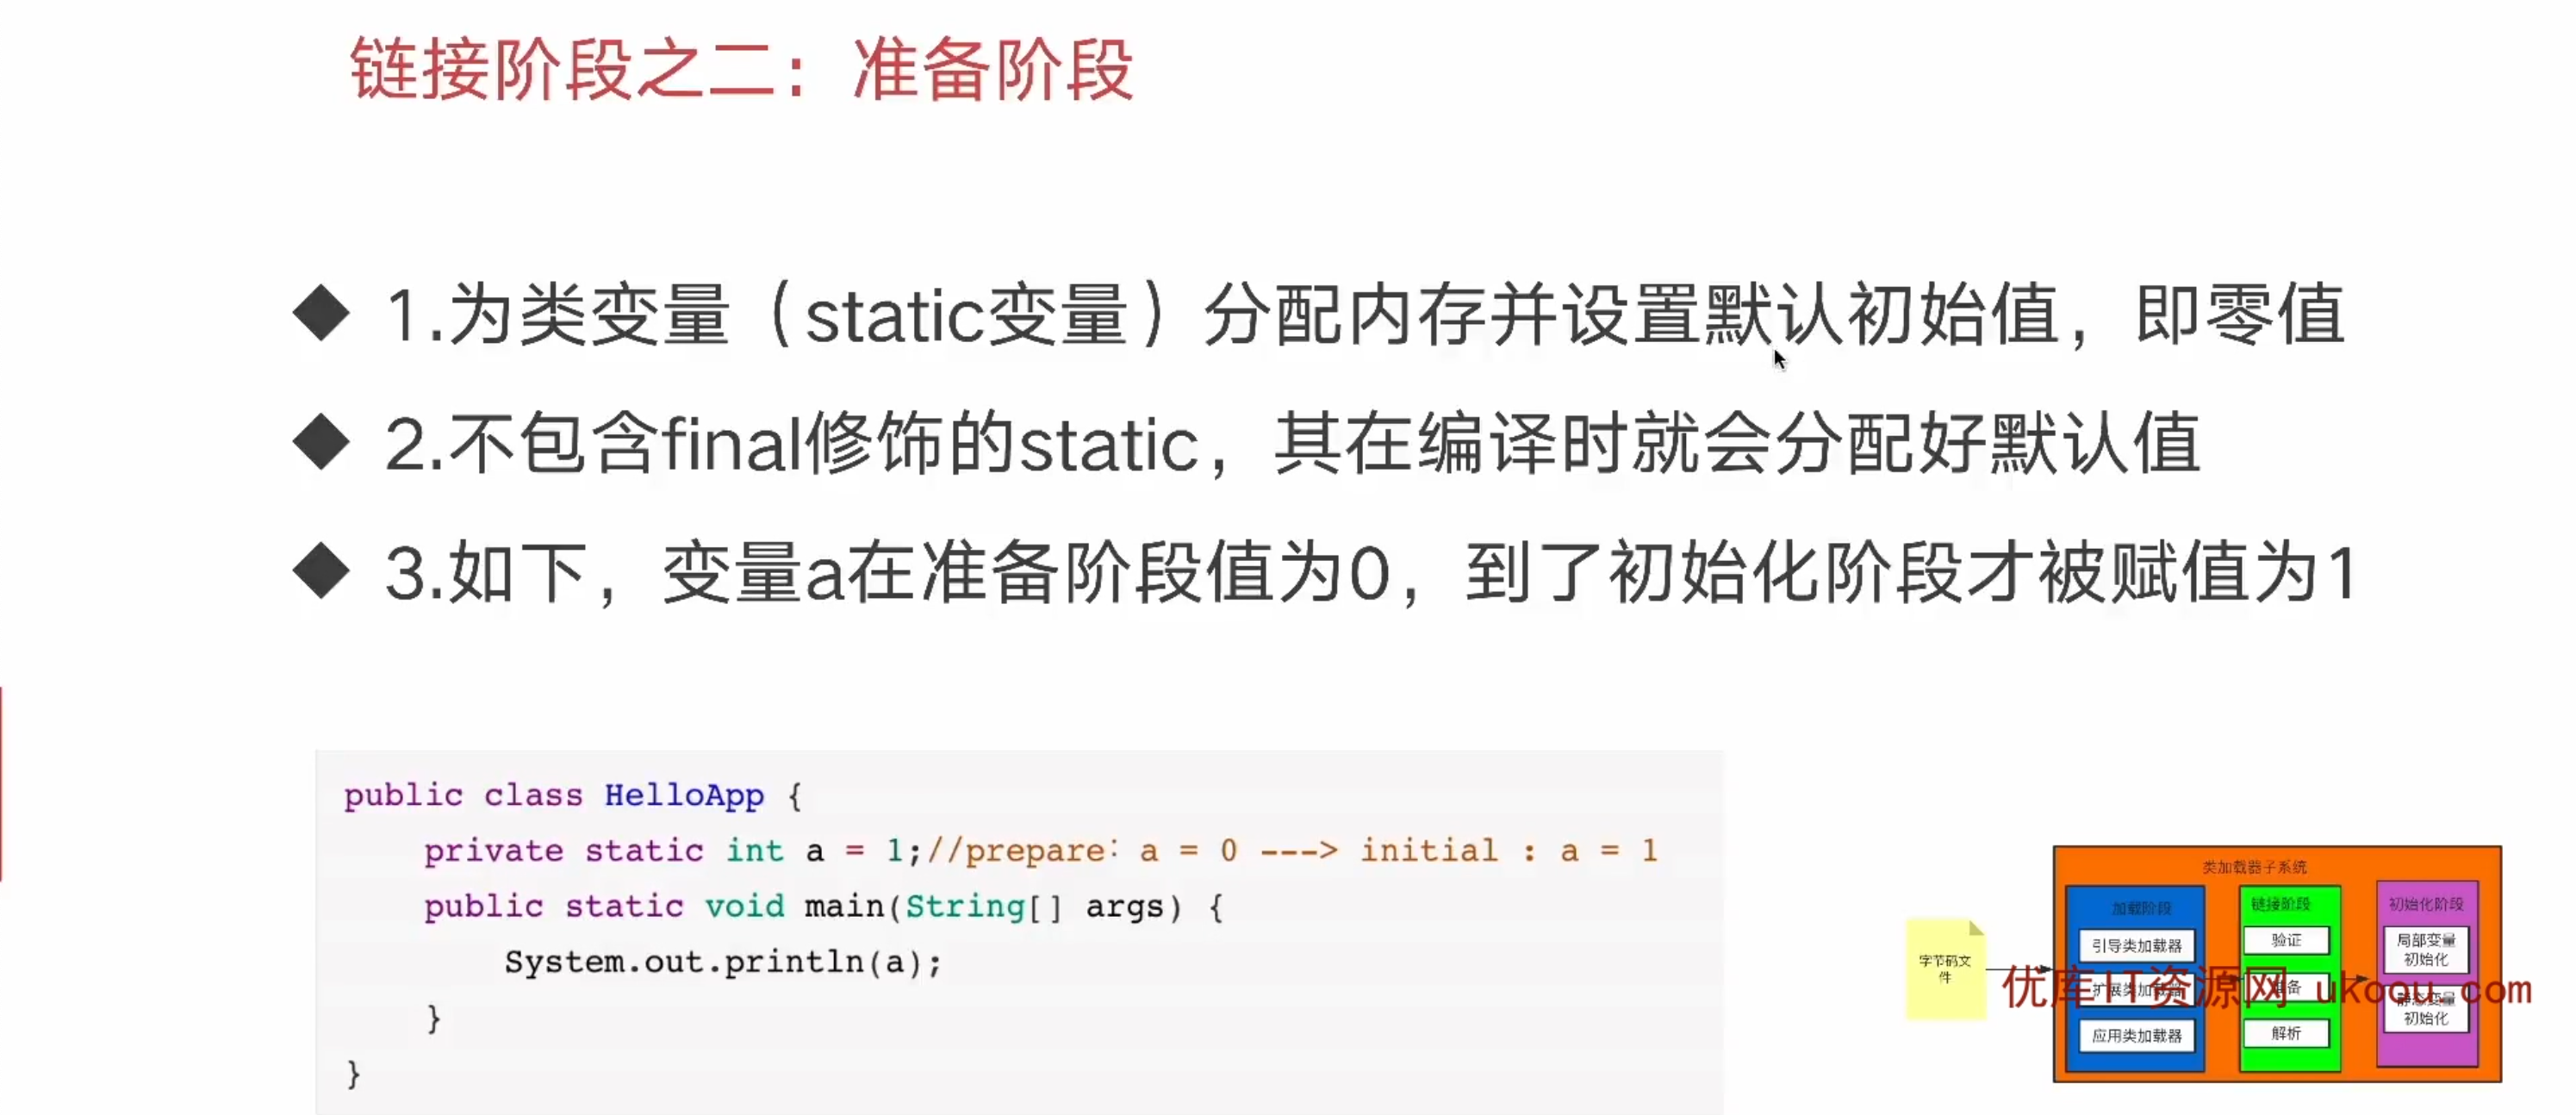 链接阶段之二：准备阶段
◆ 1.为类变量（static变量）分配内存并设置默认初始值，即零值
◆ 2.不包含final修饰的static，其在编译时就会分配好默认值
◆ 3.如下，变量a在准备阶段值为0，到了初始化阶段才被赋值为1
public class HelloApp {
    private static int a = 1;//prepare：a = 0 ---> initial : a = 1
    public static void main(String[] args) {
        System.out.println(a);
    }
}
字节码文
件
类加载器子系统
加载阶段
引导类加载器
扩展类加载器
应用类加载器
链接阶段
验证
准备
解析
初始化阶段
局部变量
初始化
静态变量
初始化
优库IT资源网 ukoou.com